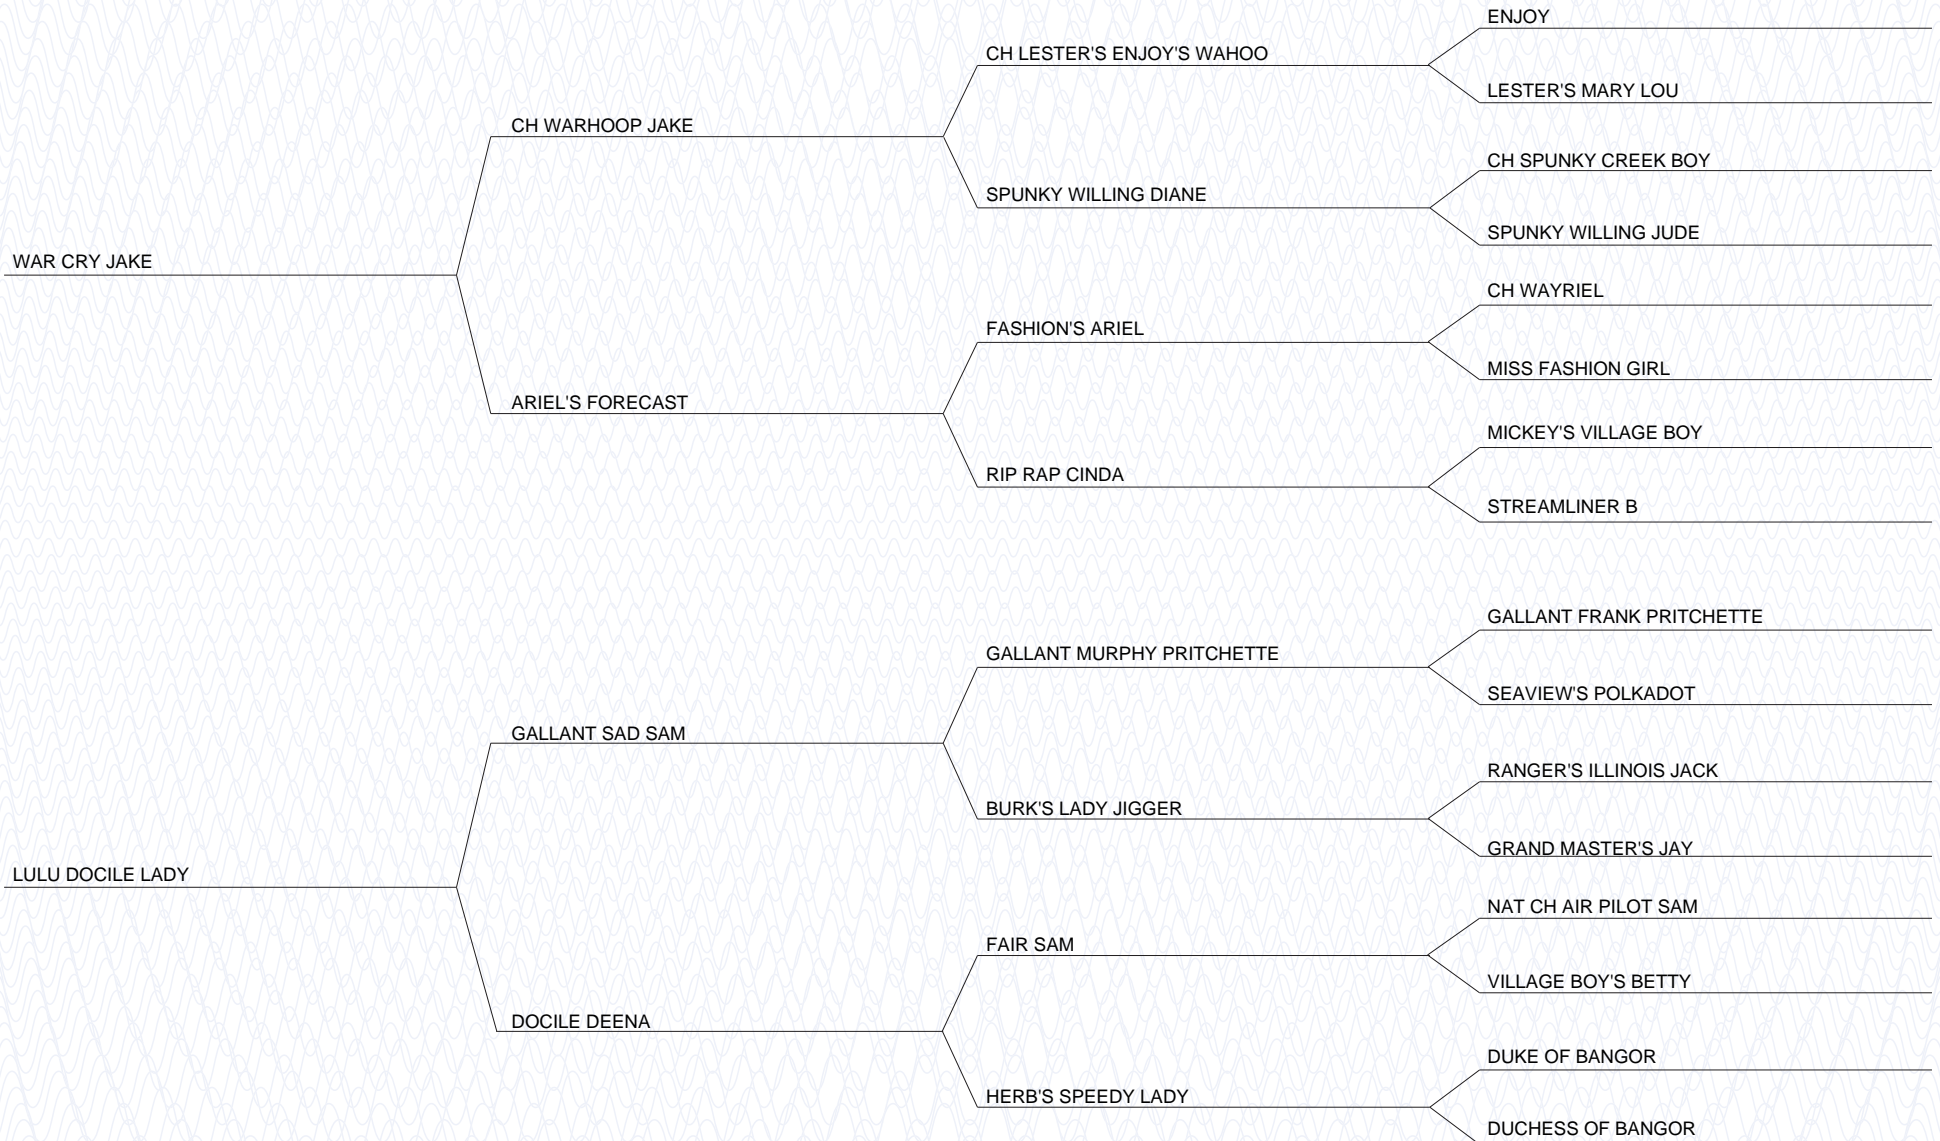 ENJOY
CH LESTER'S ENJOY'S WAHOO
LESTER'S MARY LOU
CH WARHOOP JAKE
CH SPUNKY CREEK BOY
SPUNKY WILLING DIANE
SPUNKY WILLING JUDE
WAR CRY JAKE
CH WAYRIEL
FASHION'S ARIEL
MISS FASHION GIRL
ARIEL'S FORECAST
MICKEY'S VILLAGE BOY
RIP RAP CINDA
STREAMLINER B
GALLANT FRANK PRITCHETTE
GALLANT MURPHY PRITCHETTE
SEAVIEW'S POLKADOT
GALLANT SAD SAM
RANGER'S ILLINOIS JACK
BURK'S LADY JIGGER
GRAND MASTER'S JAY
LULU DOCILE LADY
NAT CH AIR PILOT SAM
FAIR SAM
VILLAGE BOY'S BETTY
DOCILE DEENA
DUKE OF BANGOR
HERB'S SPEEDY LADY
DUCHESS OF BANGOR